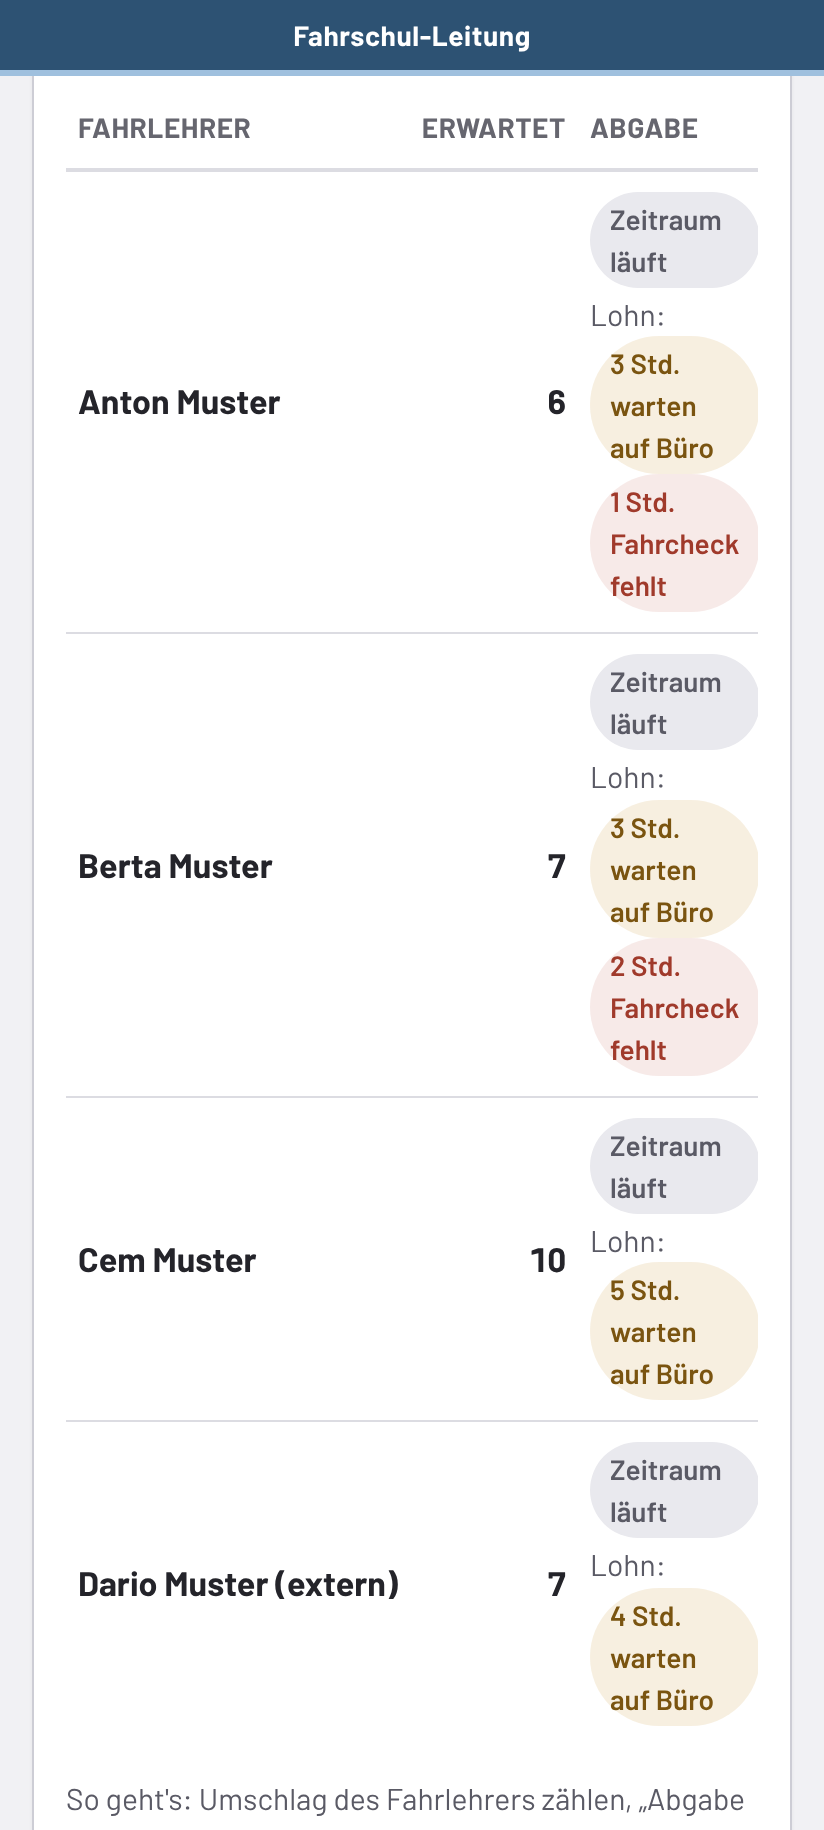 Fahrschul-Leitung
FAHRLEHRER ERWARTET ABGABE
Zeitraum
läuft
Lohn:
3 Std.
warten
auf Büro
Anton Muster 6
1 Std.
Fahrcheck
fehlt
Zeitraum
läuft
Lohn:
3 Std.
warten
auf Büro
Berta Muster 7
2 Std.
Fahrcheck
fehlt
Zeitraum
läuft
Lohn:
Cem Muster 10
5 Std.
warten
auf Büro
Zeitraum
läuft
Lohn:
Dario Muster (extern) 7
4 Std.
warten
auf Büro
So geht's: Umschlag des Fahrlehrers zählen, „Abgabe